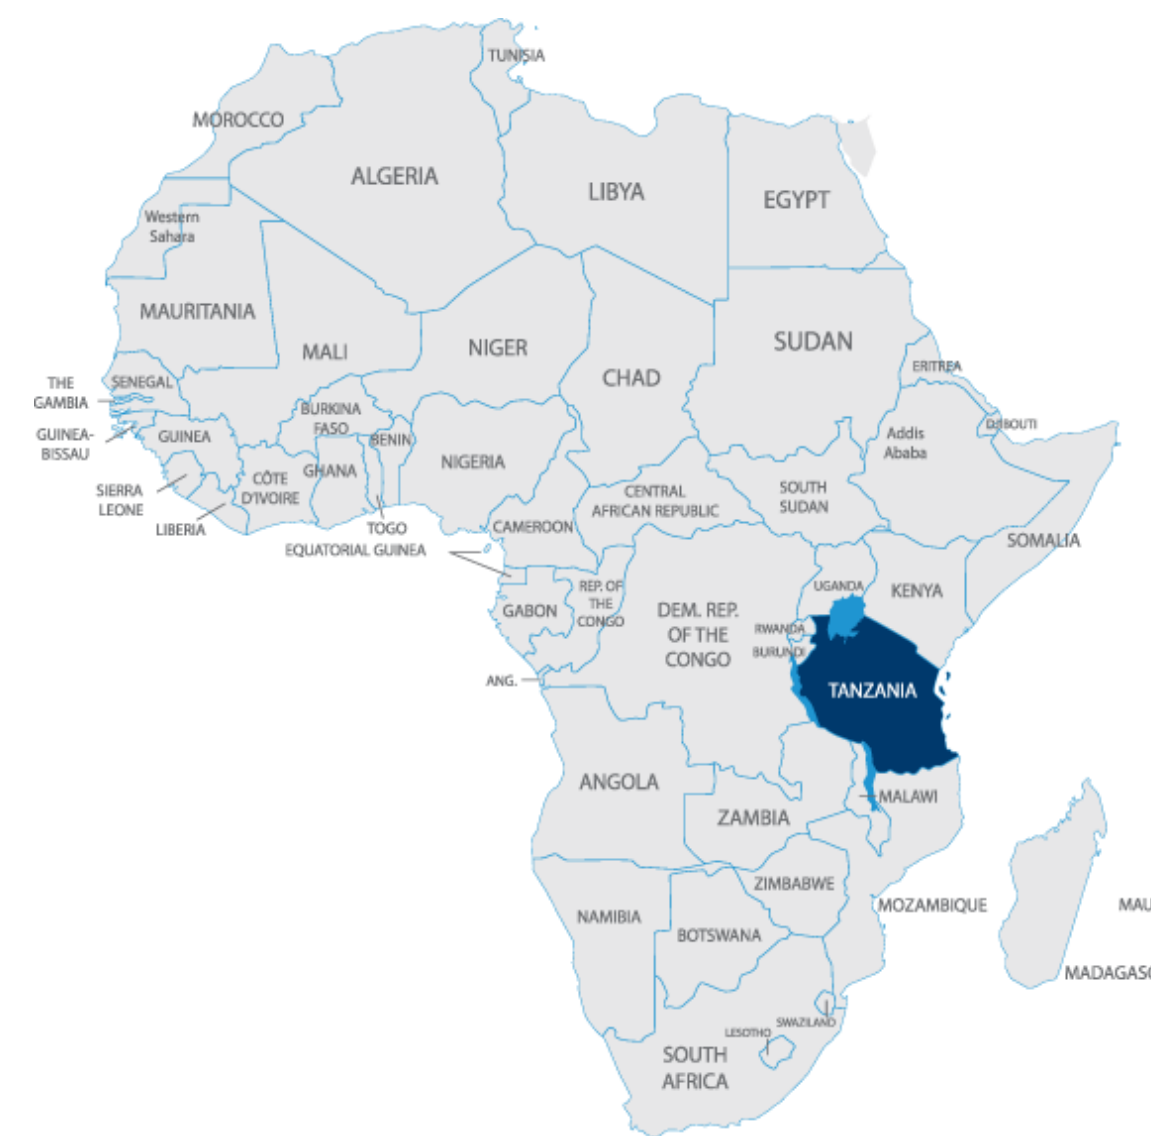 TUNISIA
MOROCCO
ALGERIA
LIBYA
EGYPT
Western
Sahara
MAURITANIA
MALI
NIGER
CHAD
SUDAN
ERITREA
THE
GAMBIA
SENEGAL
GUINEA-
BISSAU
GUINEA
BURKINA
FASO
BENIN
NIGERIA
Addis
Ababa
DJIBOUTI
SIERRA
LEONE
LIBERIA
CÔTE
D'IVOIRE
GHANA
TOGO
EQUATORIAL GUINEA
CAMEROON
CENTRAL
AFRICAN REPUBLIC
SOUTH
SUDAN
SOMALIA
GABON
REP. OF
THE
CONGO
DEM. REP.
OF THE
CONGO
UGANDA
KENYA
RWANDA
BURUNDI
ANG.
TANZANIA
ANGOLA
ZAMBIA
MALAWI
ZIMBABWE
MOZAMBIQUE
MAU
NAMIBIA
BOTSWANA
MADAGASC
SWAZILAND
LESOTHO
SOUTH
AFRICA